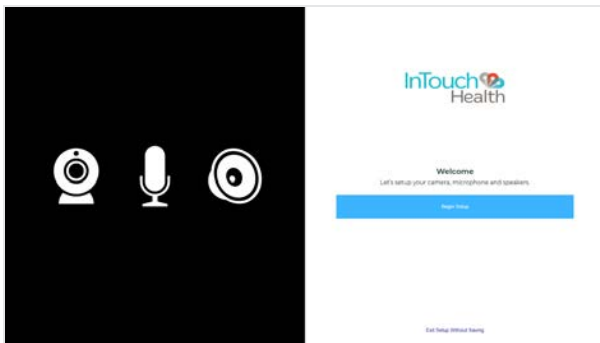 InTouch
Health
Welcome
Let's setup your camera, microphone and speakers
Begin Setup
Exit Setup Without Saving